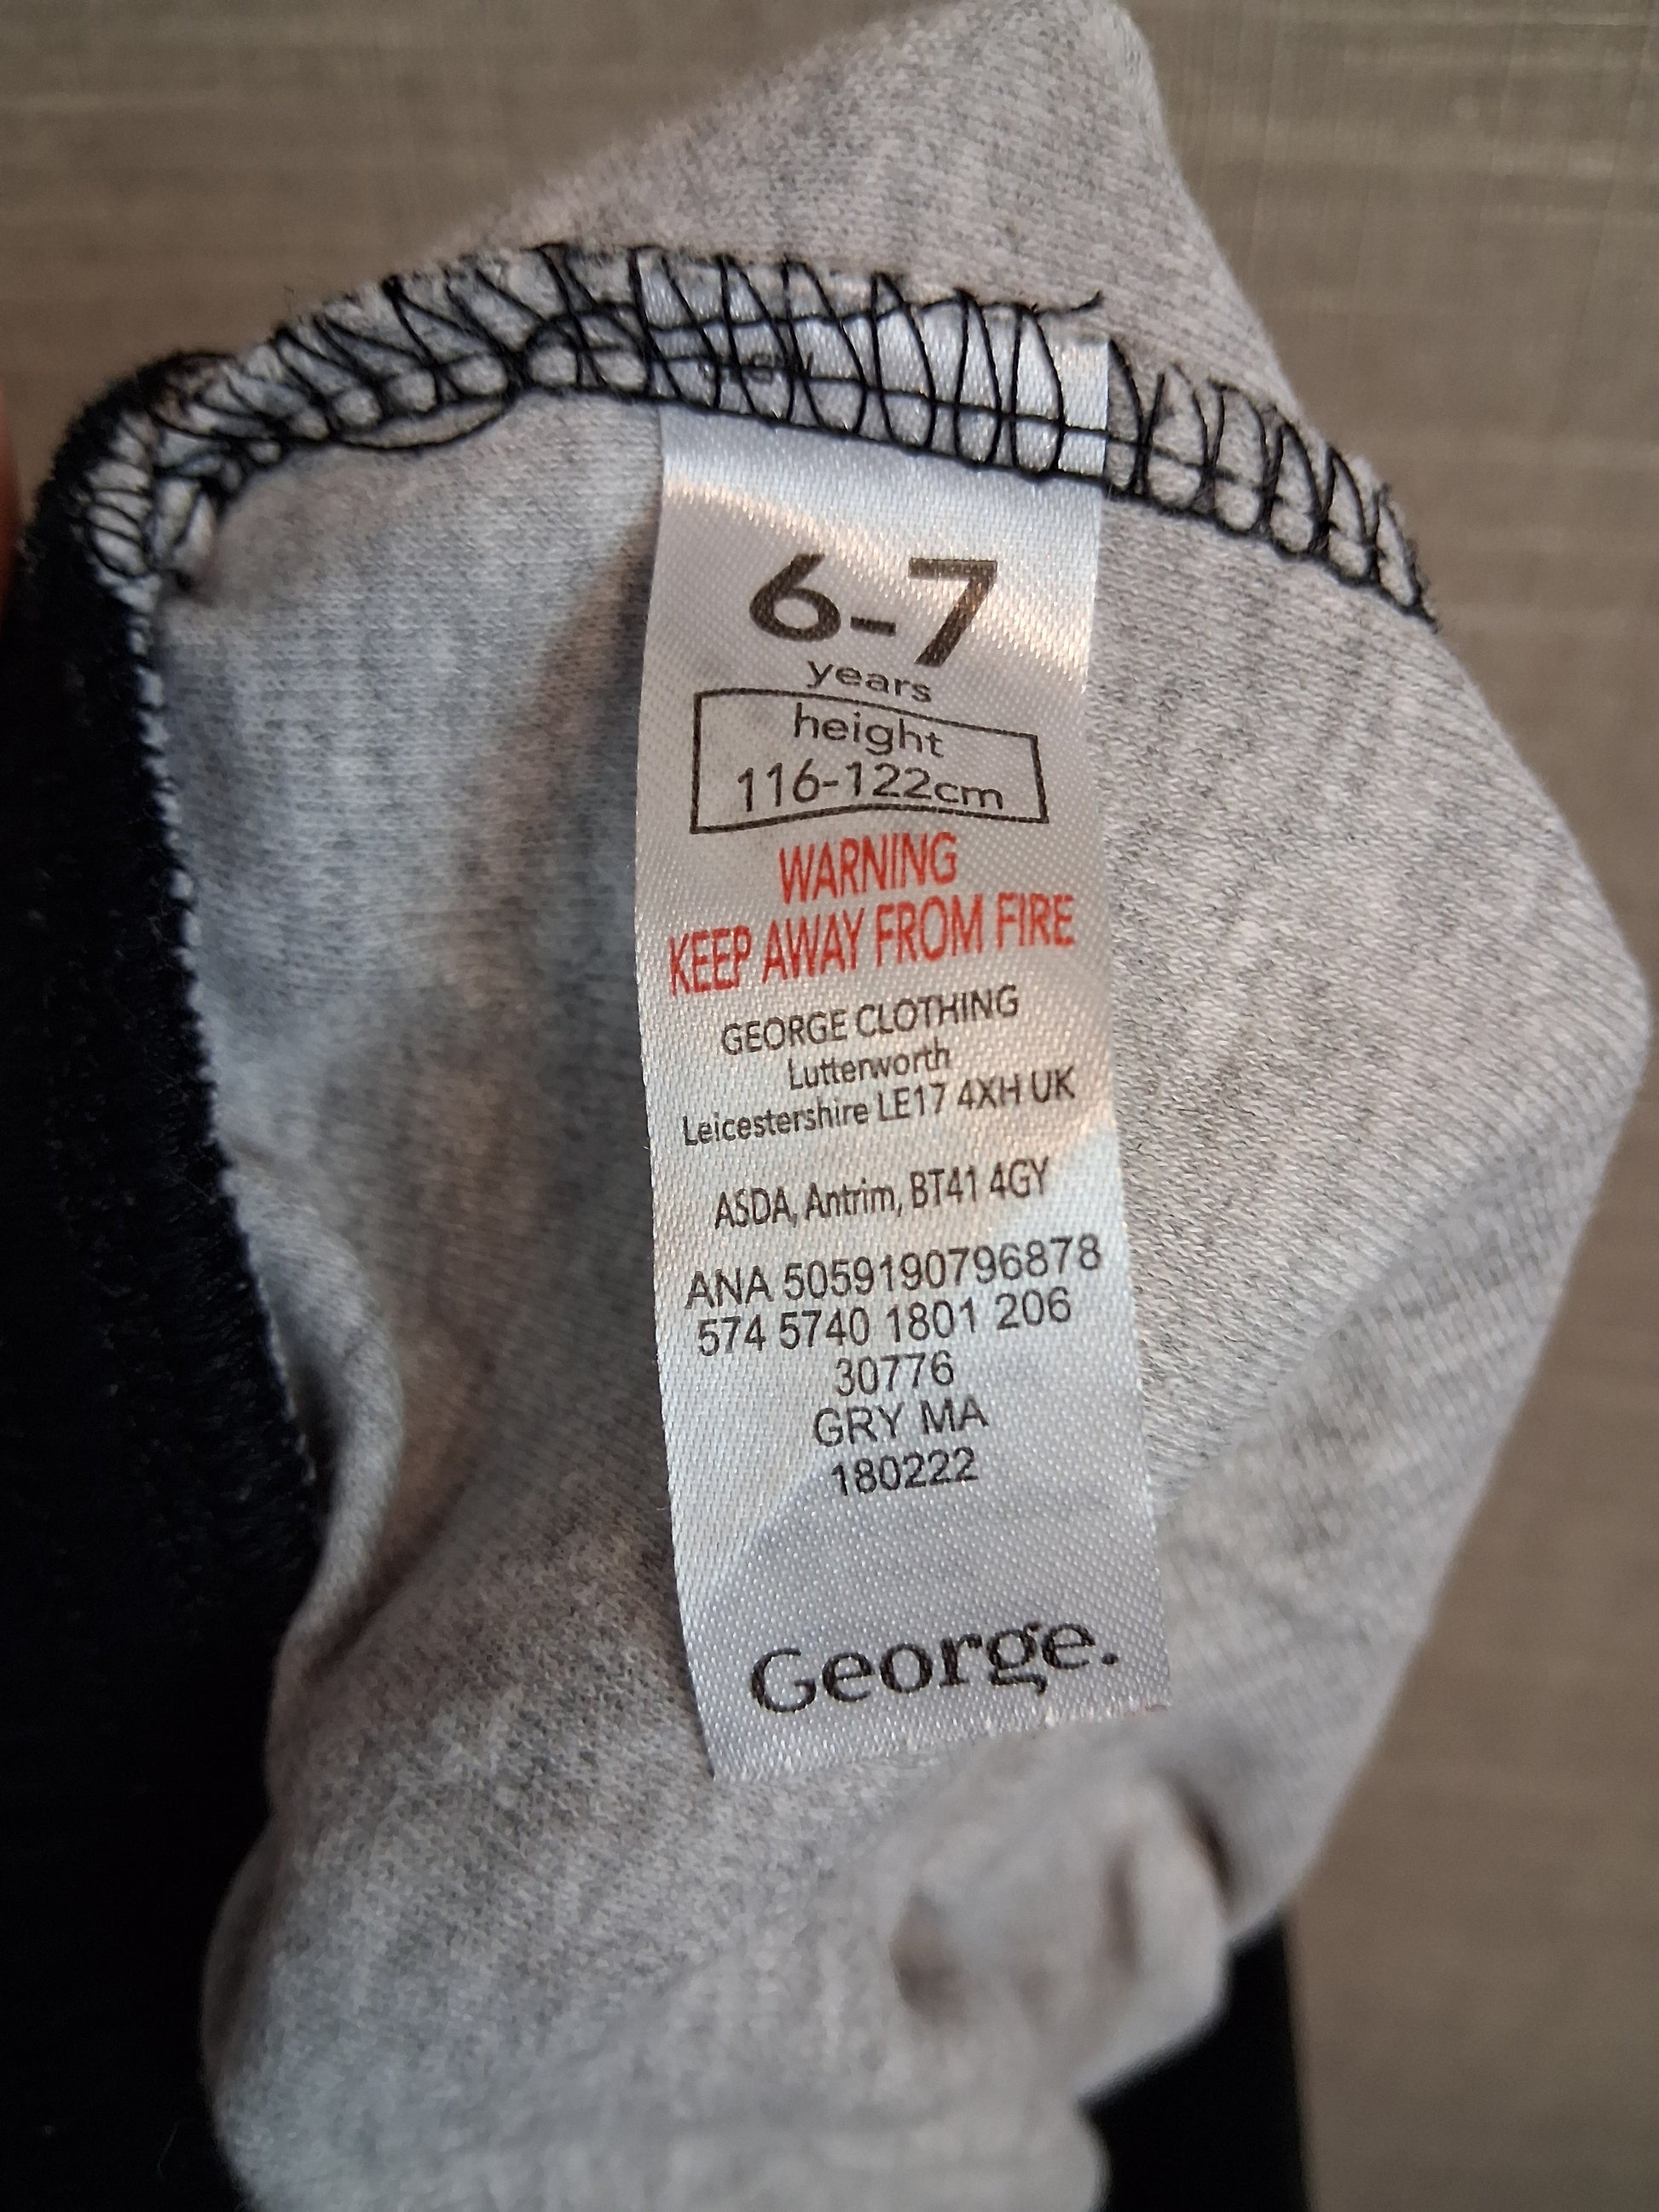 6-7
years
height
116-122cm
WARNING
KEEP AWAY FROM FIRE
GEORGE CLOTHING
Lutterworth
Leicestershire LE17 4XH UK
ASDA, Antrim, BT41 4GY
ANA 5059190796878
574 5740 1801 206
30776
GRY MA
180222
George.